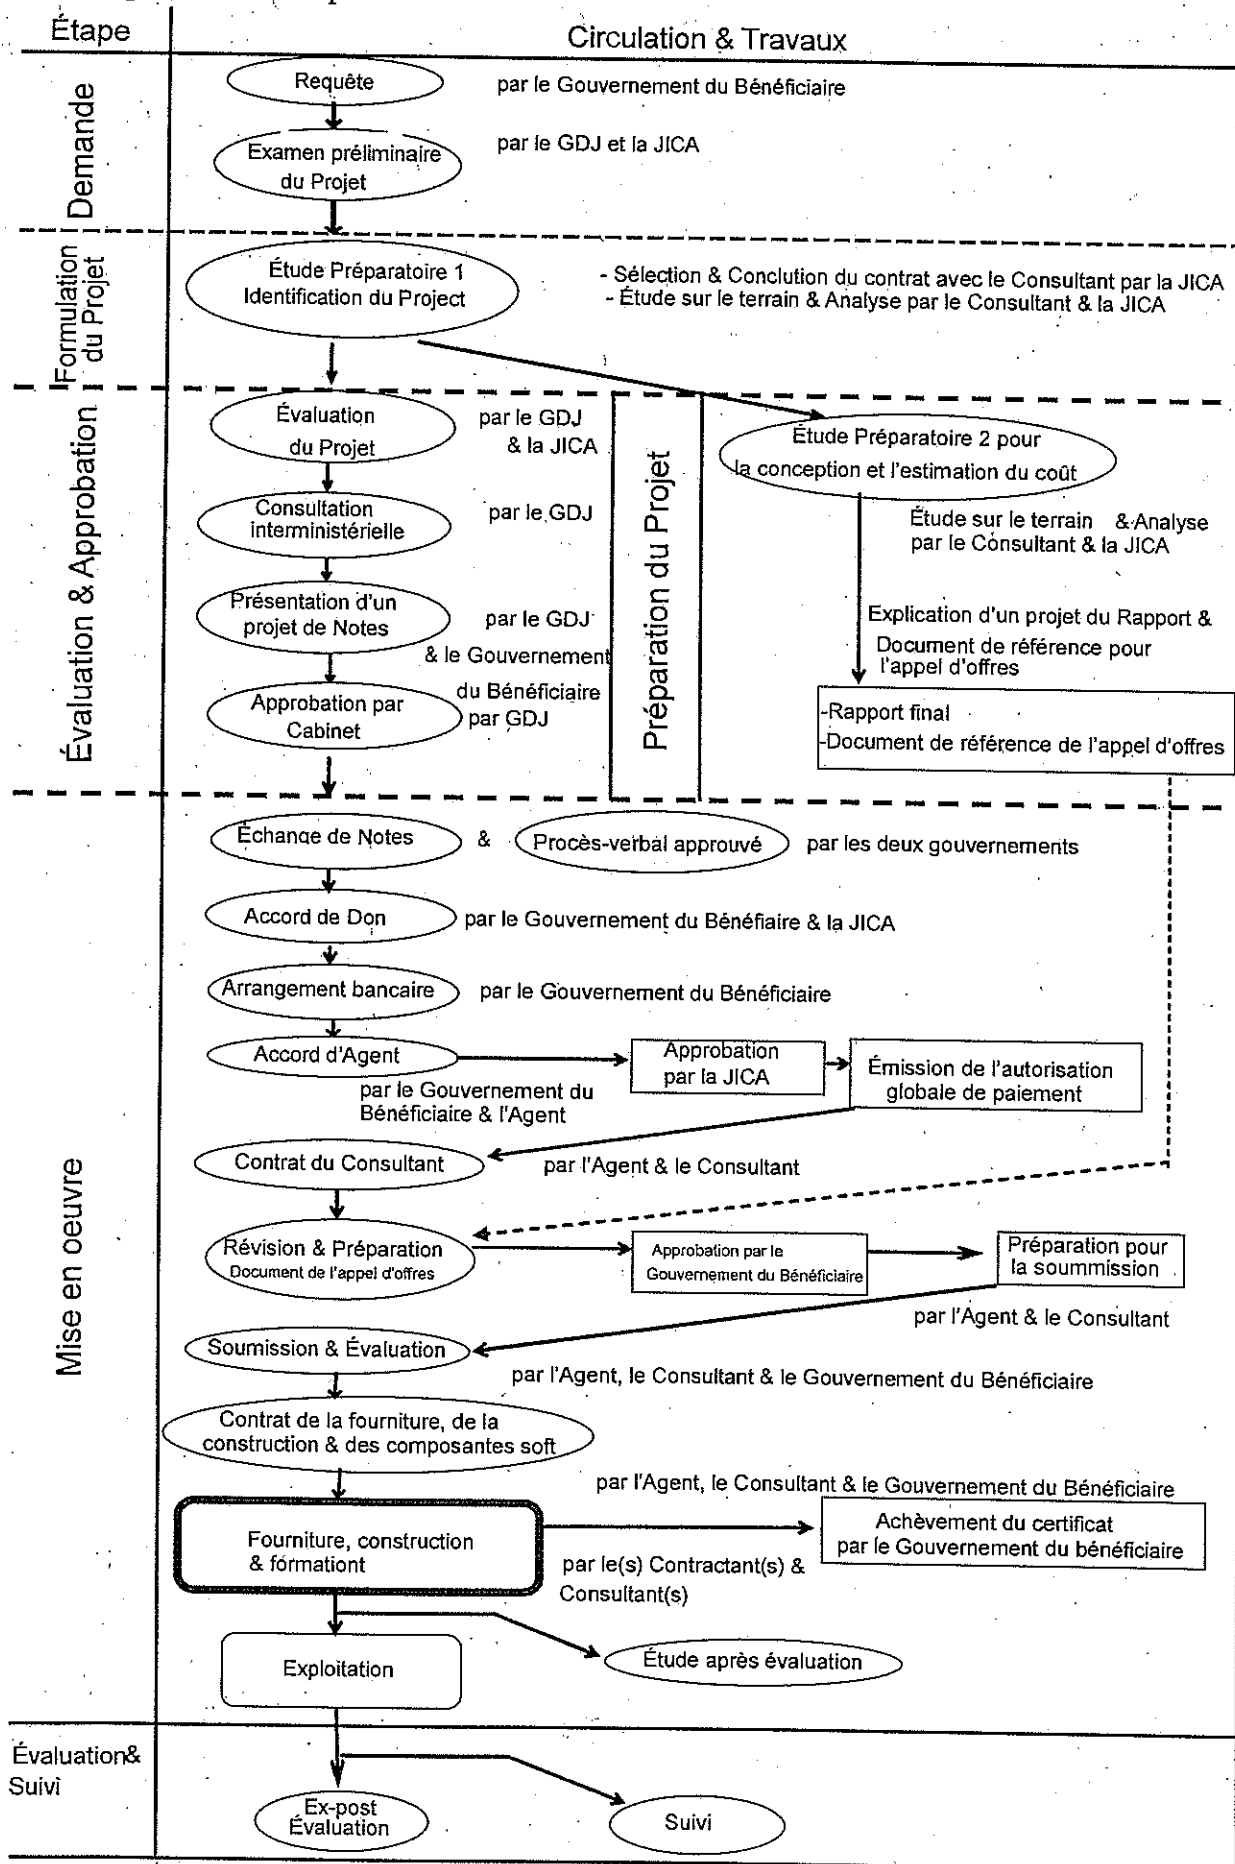 Étape
Circulation & Travaux
Demande
Requête
par le Gouvernement du Bénéficiaire
Examen préliminaire
du Projet
par le GDJ et la JICA
Formulation
du Projet
Étude Préparatoire 1
Identification du Project
- Sélection & Conclution du contrat avec le Consultant par la JICA
- Étude sur le terrain & Analyse par le Consultant & la JICA
Évaluation & Approbation
Évaluation
du Projet
par le GDJ
& la JICA
Consultation
interministérielle
par le GDJ
Présentation d'un
projet de Notes
par le GDJ
& le Gouvernement
du Bénéficiaire
Approbation par
Cabinet
par GDJ
Préparation du Projet
Étude Préparatoire 2 pour
la conception et l'estimation du coût
Étude sur le terrain & Analyse
par le Consultant & la JICA
Explication d'un projet du Rapport &
Document de référence pour
l'appel d'offres
-Rapport final
-Document de référence de l'appel d'offres
Mise en oeuvre
Échange de Notes
&
Procès-verbal approuvé
par les deux gouvernements
Accord de Don
par le Gouvernement du Bénéfiaire & la JICA
Arrangement bancaire
par le Gouvernement du Bénéficiaire
Accord d'Agent
par le Gouvernement du
Bénéficiaire & l'Agent
Approbation
par la JICA
Émission de l'autorisation
globale de paiement
Contrat du Consultant
par l'Agent & le Consultant
Révision & Préparation
Document de l'appel d'offres
Approbation par le
Gouvernement du Bénéficiaire
Préparation pour
la soummission
par l'Agent & le Consultant
Soumission & Évaluation
par l'Agent, le Consultant & le Gouvernement du Bénéficiaire
Contrat de la fourniture, de la
construction & des composantes soft
par l'Agent, le Consultant & le Gouvernement du Bénéficiaire
Fourniture, construction
& formationt
par le(s) Contractant(s) &
Consultant(s)
Achèvement du certificat
par le Gouvernement du bénéficiaire
Exploitation
Étude après évaluation
Évaluation&
Suivi
Ex-post
Évaluation
Suivi